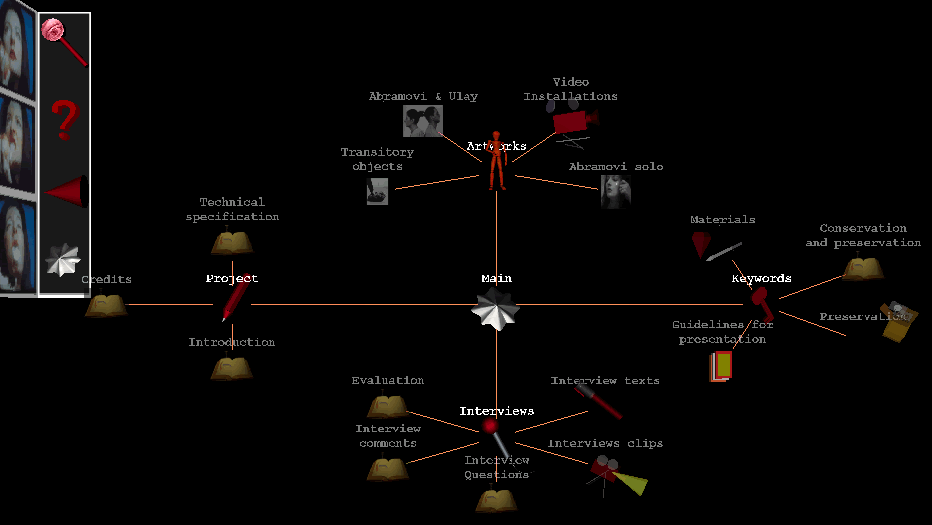 Video
Installations
Abramovi & Ulay
Artworks
Transitory
objects
Abramovi solo
Technical
specification
Materials
Conservation
and preservation
Credits
Project
Main
Keywords
Introduction
Guidelines for
presentation
Preservation
Evaluation
Interview texts
Interviews
Interview
comments
Interviews clips
Interview
Questions